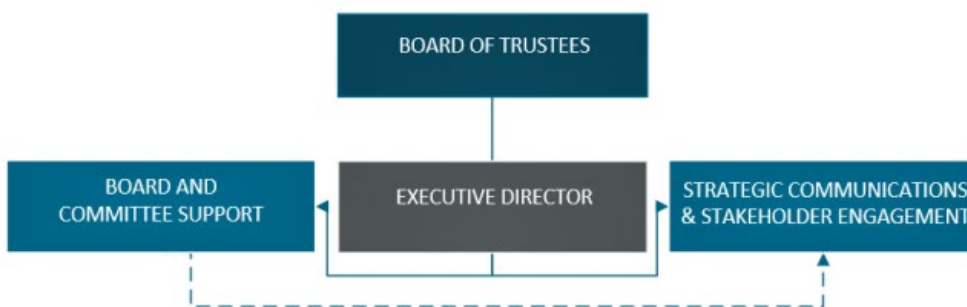 BOARD OF TRUSTEES
BOARD AND
COMMITTEE SUPPORT
EXECUTIVE DIRECTOR
STRATEGIC COMMUNICATIONS
& STAKEHOLDER ENGAGEMENT